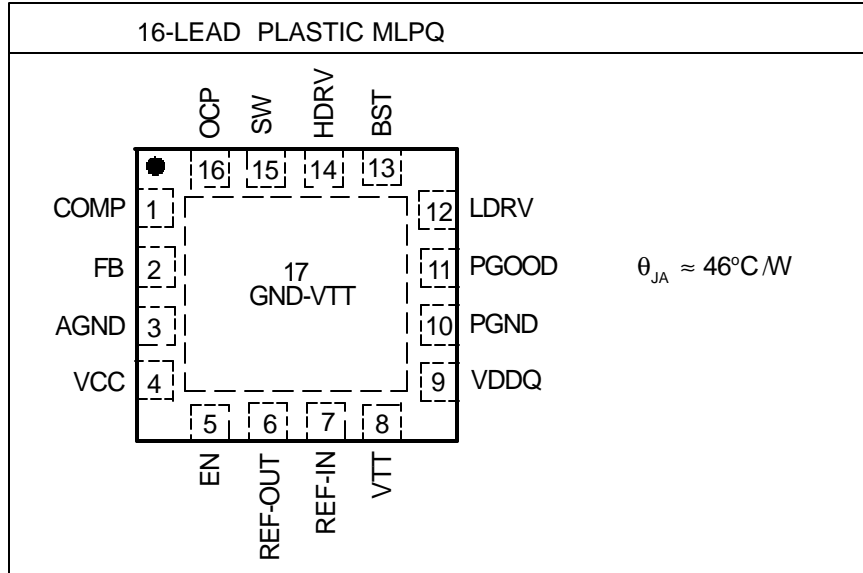 16-LEAD PLASTIC MLPQ
OCP
SW
HDRV
BST
16
15
14
13
COMP 1
12 LDRV
FB 2
11 PGOOD
17
GND-VTT
θJA ≈ 46°C/W
AGND 3
10 PGND
VCC 4
9 VDDQ
5
6
7
8
EN
REF-OUT
REF-IN
VTT